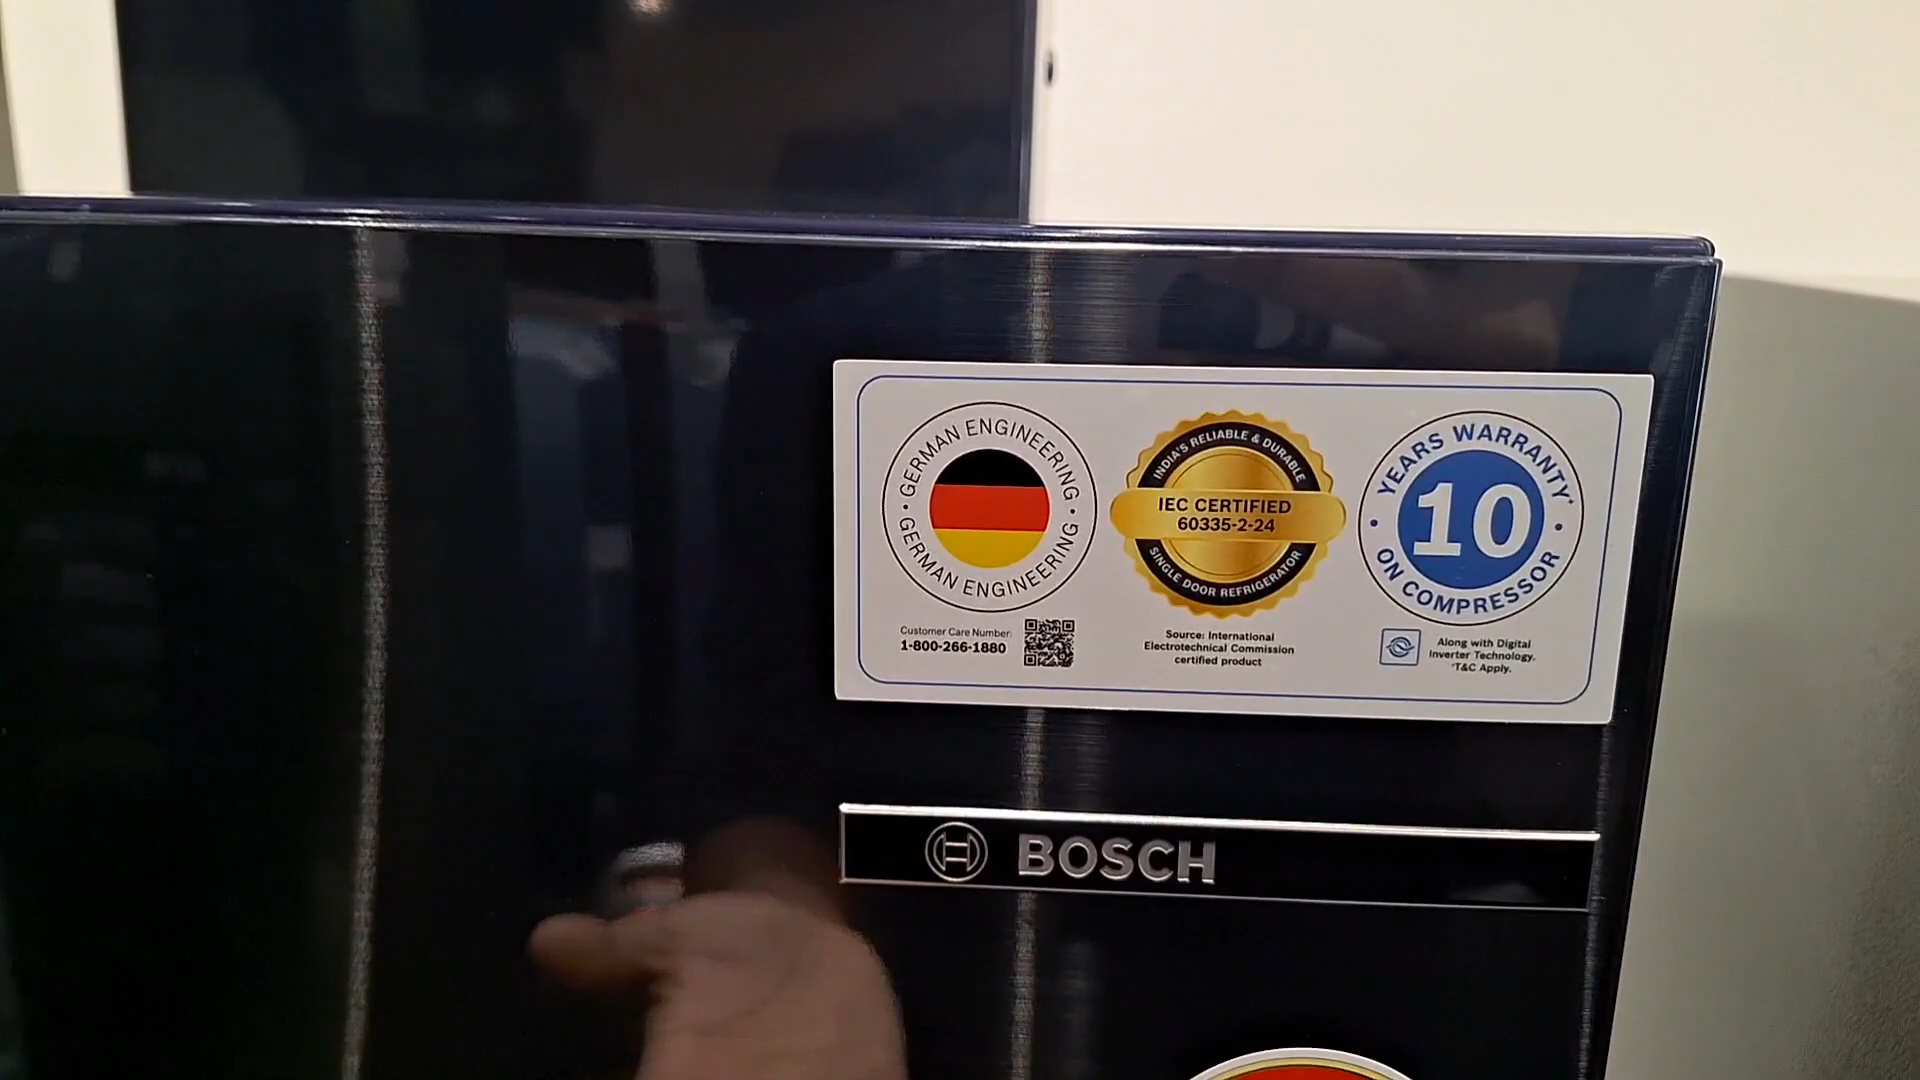 GERMAN ENGINEERING
GERMAN ENGINEERING
Customer Care Number:
1-800-266-1880
INDIA'S RELIABLE & DURABLE
IEC CERTIFIED
60335-2-24
SINGLE DOOR REFRIGERATOR
Source: International
Electrotechnical Commission
certified product
YEARS WARRANTY*
10
ON COMPRESSOR
Along with Digital
Inverter Technology.
*T&C Apply.
BOSCH